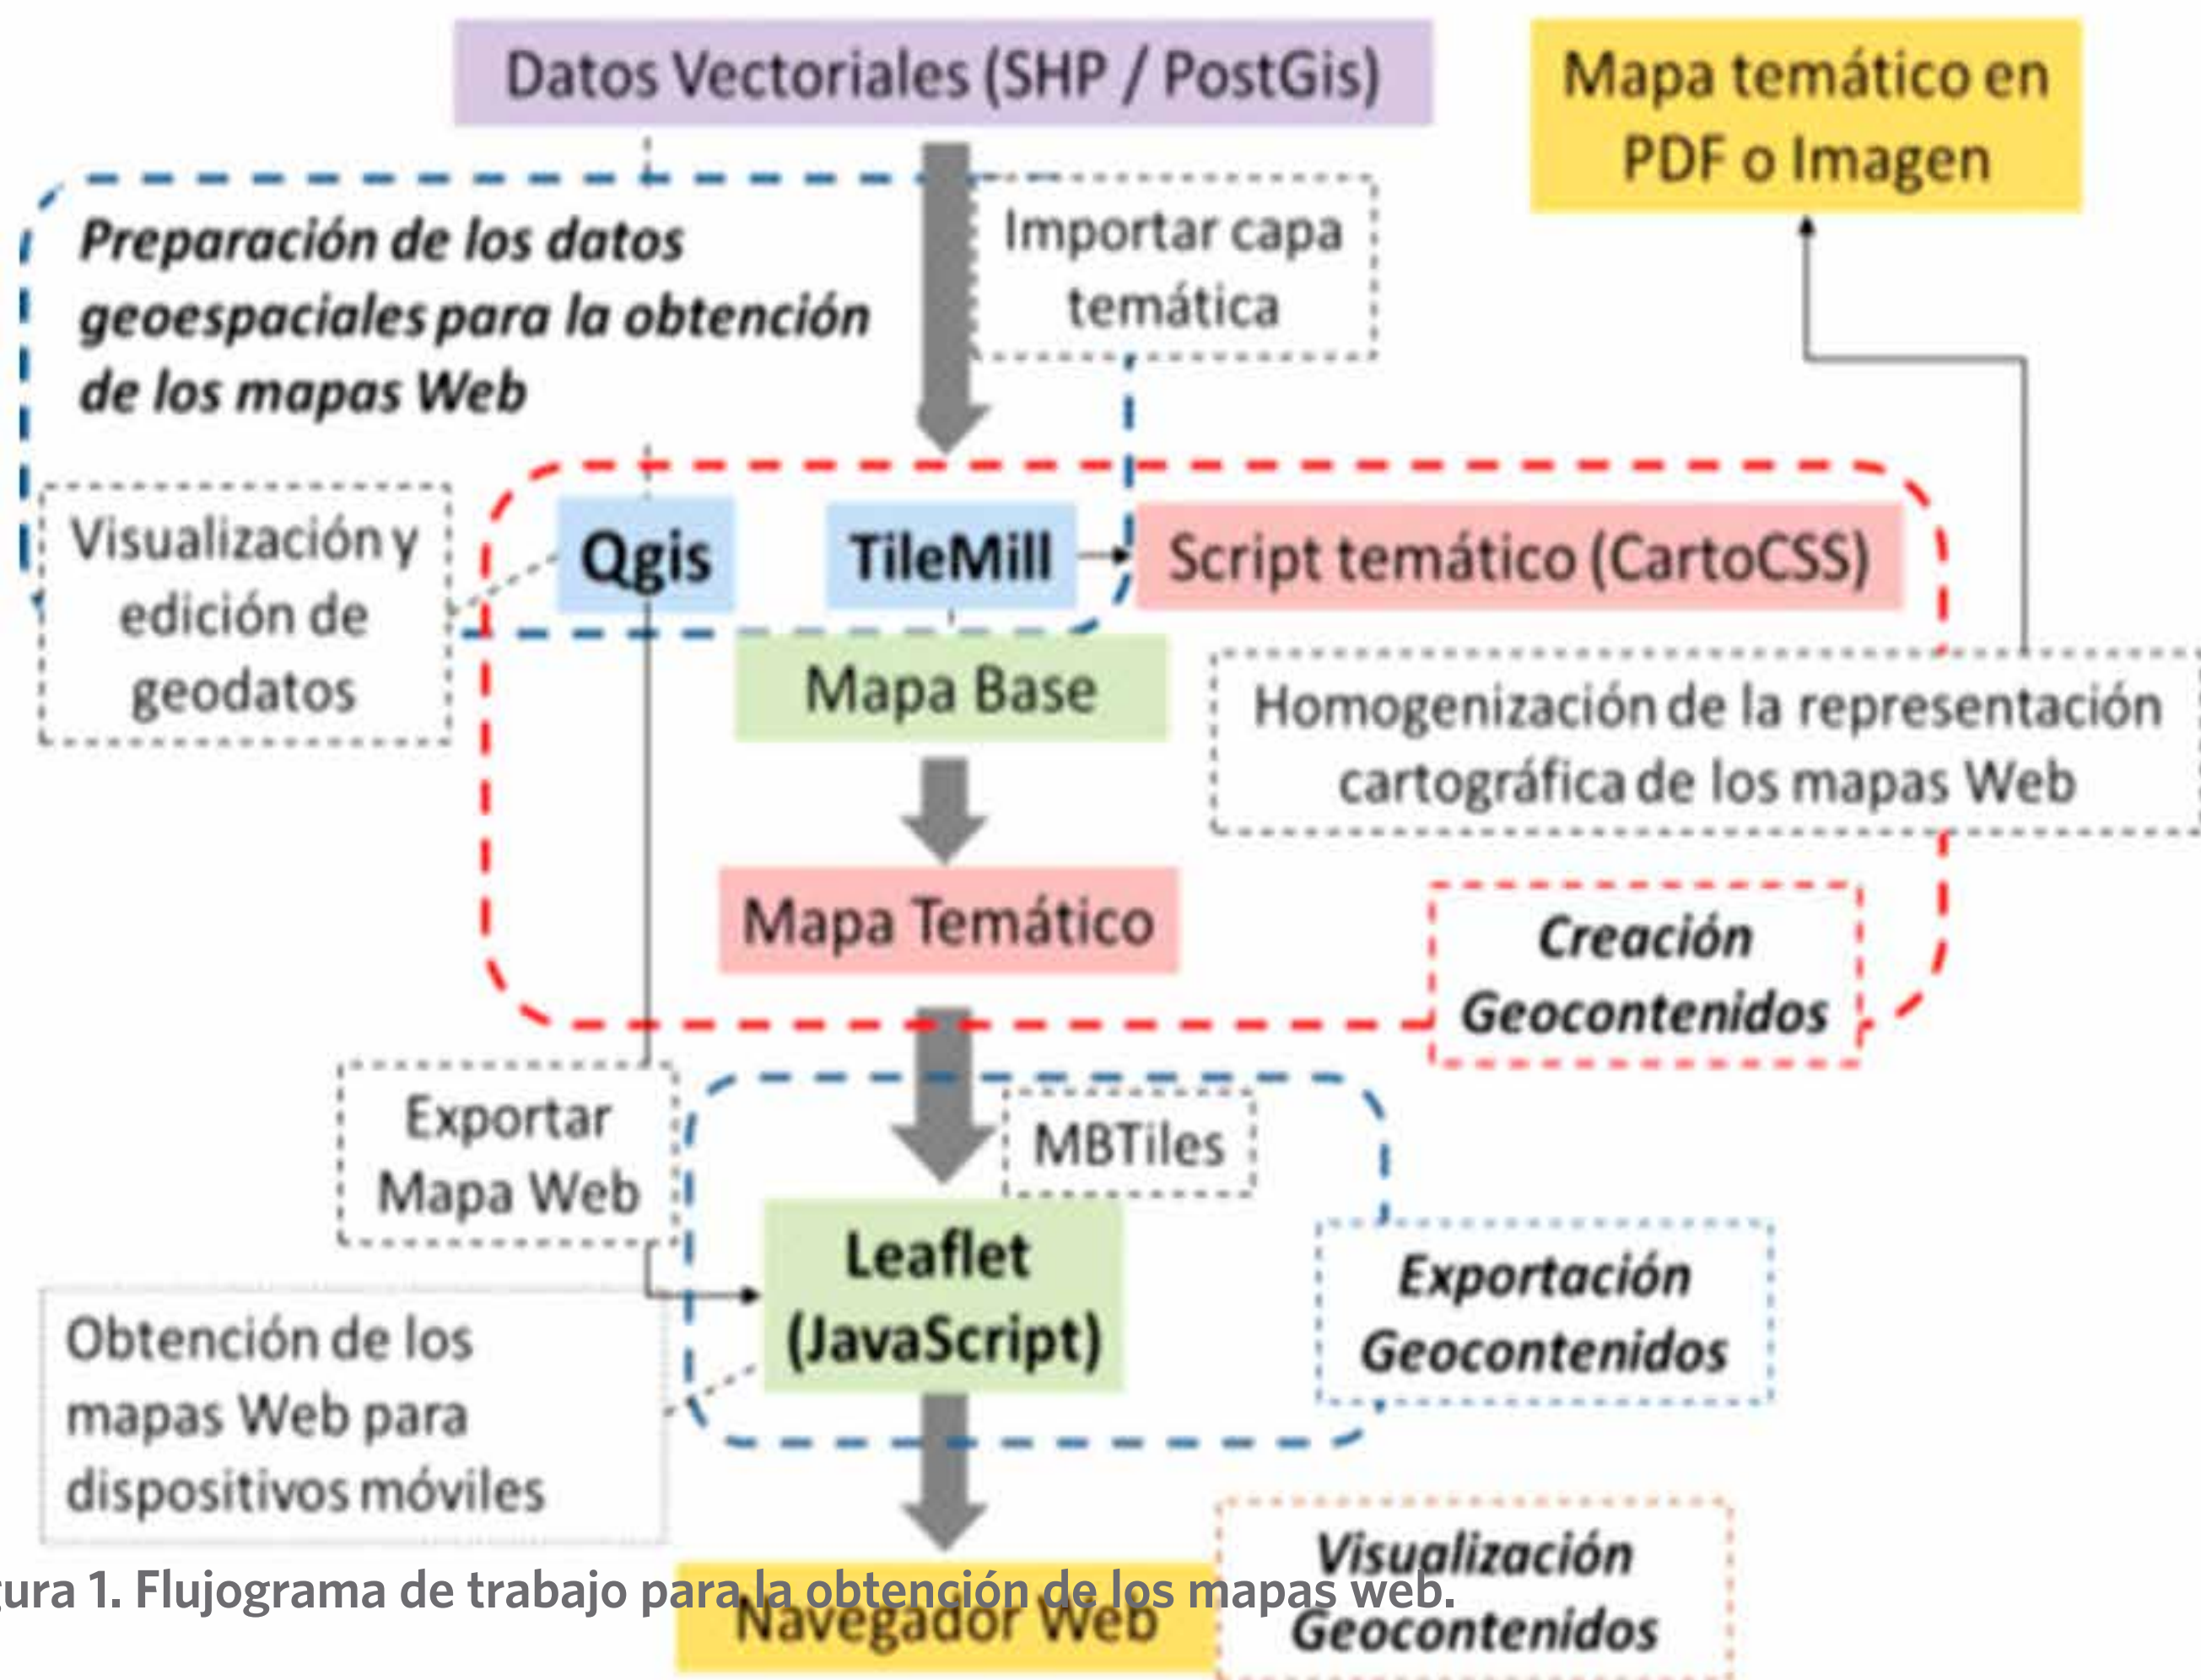 Datos Vectoriales (SHP / PostGis)
Mapa temático en
PDF o Imagen
Preparación de los datos
geoespaciales para la obtención
de los mapas Web
Importar capa
temática
Visualización y
edición de
geodatos
Qgis
TileMill
Script temático (CartoCSS)
Mapa Base
Homogenización de la representación
cartográfica de los mapas Web
Mapa Temático
Creación
Geocontenidos
Exportar
Mapa Web
MBTiles
Leaflet
(JavaScript)
Exportación
Geocontenidos
Obtención de los
mapas Web para
dispositivos móviles
Visualización
Geocontenidos
gura 1. Flujograma de trabajo para la obtención de los mapas web.
Navegador Web